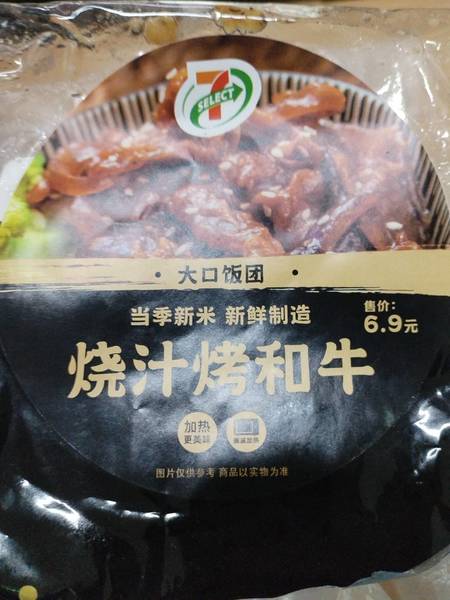 7
SELECT
· 大口饭团 ·
当季新米 新鲜制造
售价:
6.9元
烧汁烤和牛
加热
更美味
图片仅供参考 商品以实物为准